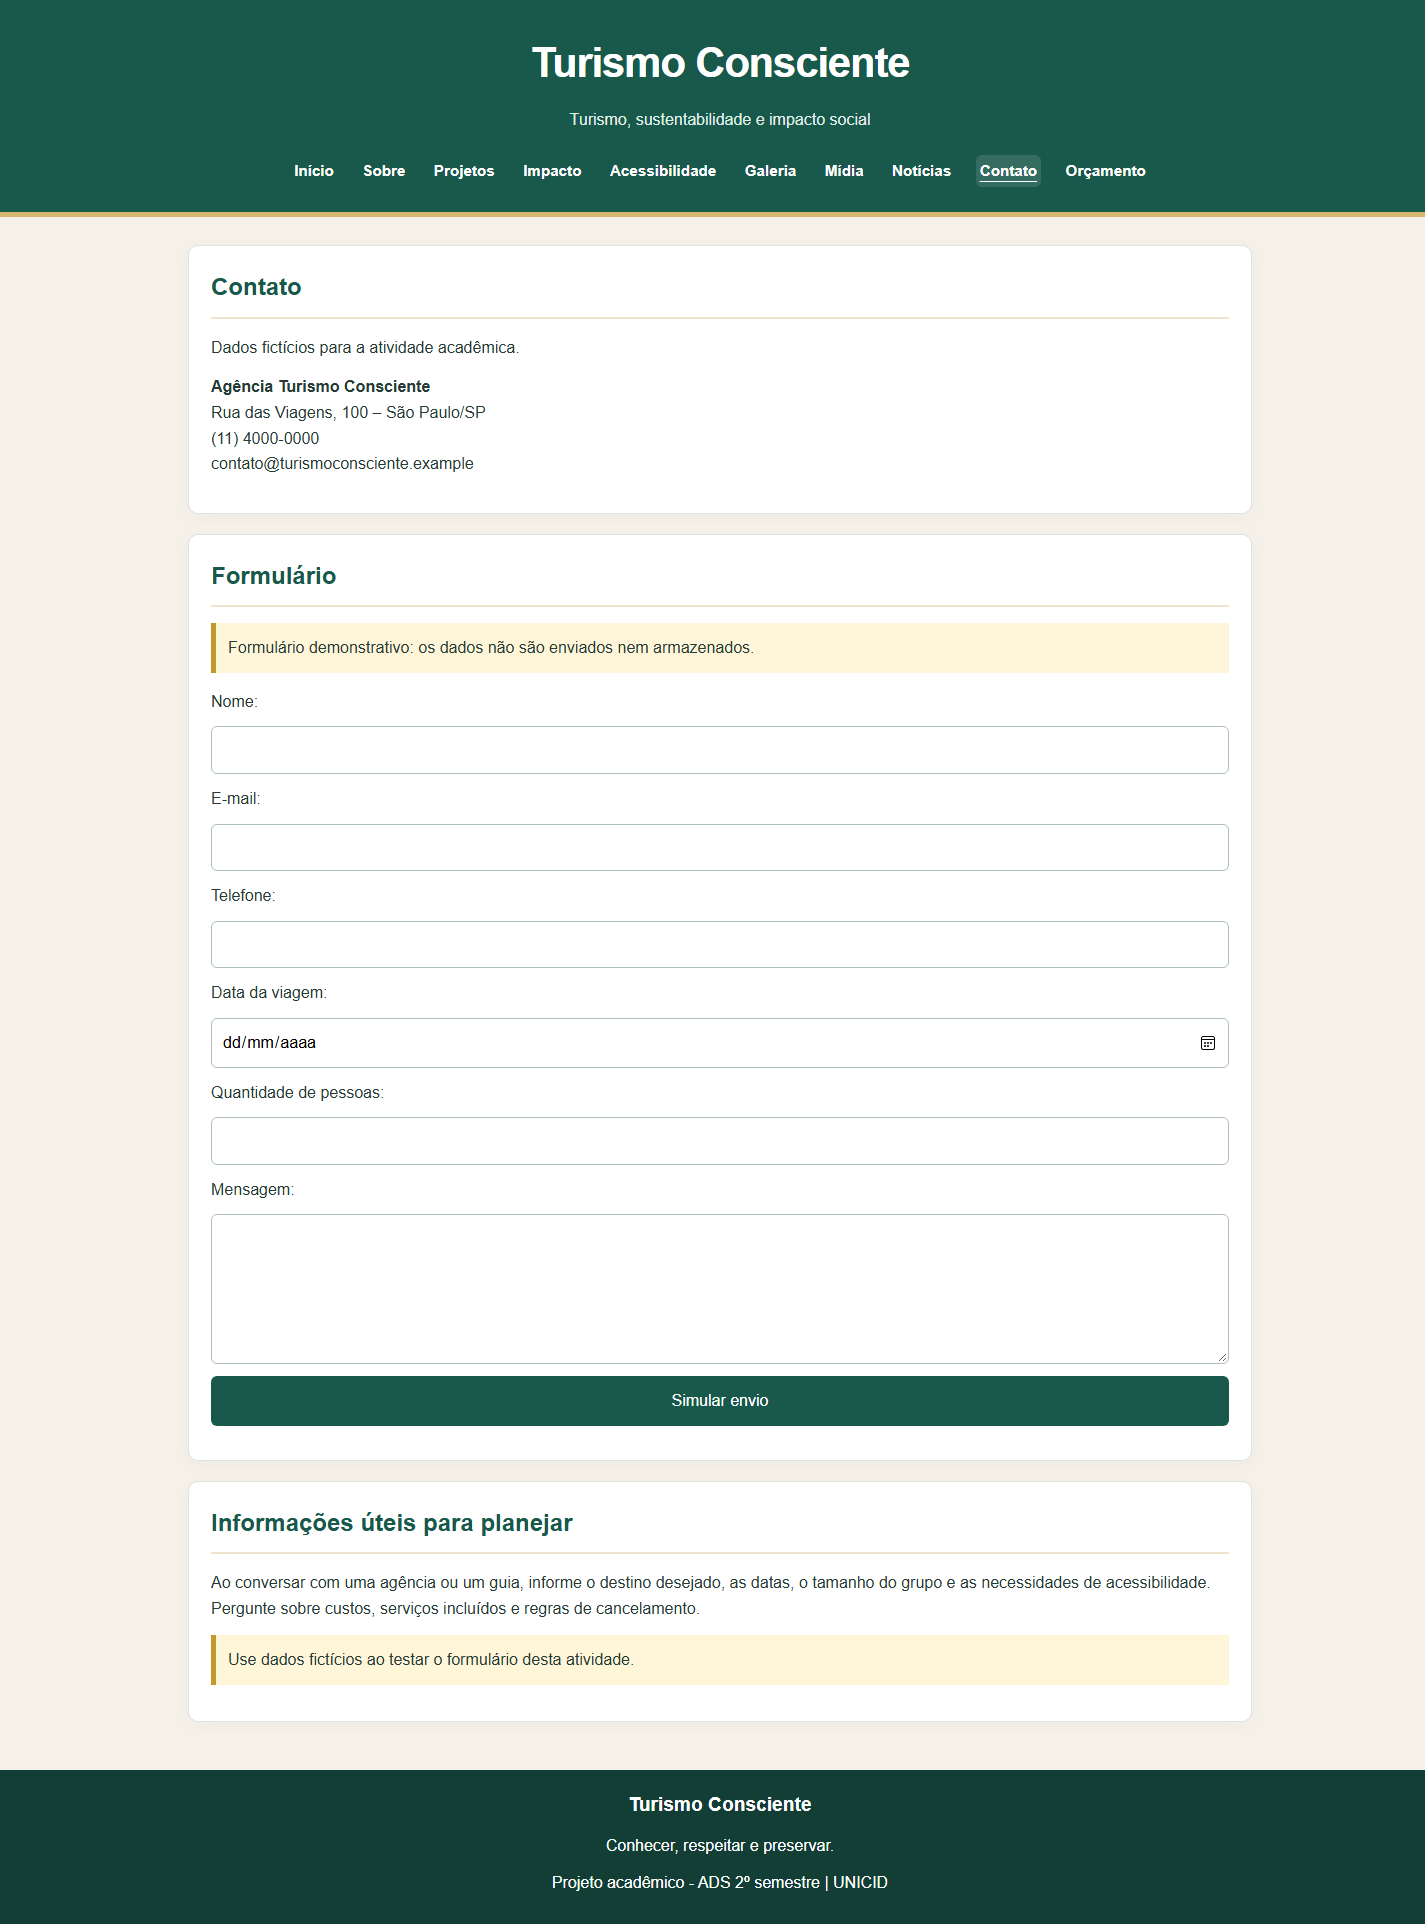 Turismo Consciente
Turismo, sustentabilidade e impacto social
Início Sobre Projetos Impacto Acessibilidade Galeria Mídia Notícias Contato Orçamento
Contato
Dados fictícios para a atividade acadêmica.
Agência Turismo Consciente
Rua das Viagens, 100 – São Paulo/SP
(11) 4000-0000
contato@turismoconsciente.example
Formulário
Formulário demonstrativo: os dados não são enviados nem armazenados.
Nome:
E-mail:
Telefone:
Data da viagem:
dd/mm/aaaa
Quantidade de pessoas:
Mensagem:
Simular envio
Informações úteis para planejar
Ao conversar com uma agência ou um guia, informe o destino desejado, as datas, o tamanho do grupo e as necessidades de acessibilidade.
Pergunte sobre custos, serviços incluídos e regras de cancelamento.
Use dados fictícios ao testar o formulário desta atividade.
Turismo Consciente
Conhecer, respeitar e preservar.
Projeto acadêmico - ADS 2º semestre | UNICID